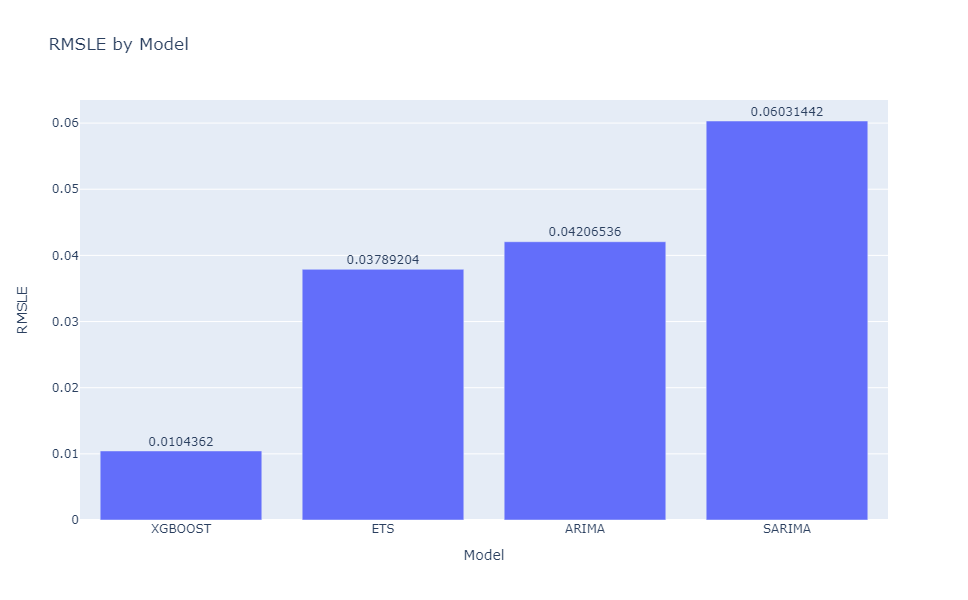 RMSLE by Model
RMSLE
0.06
0.05
0.04
0.03
0.02
0.01
0
0.0104362
0.03789204
0.04206536
0.06031442
XGBOOST
ETS
ARIMA
SARIMA
Model